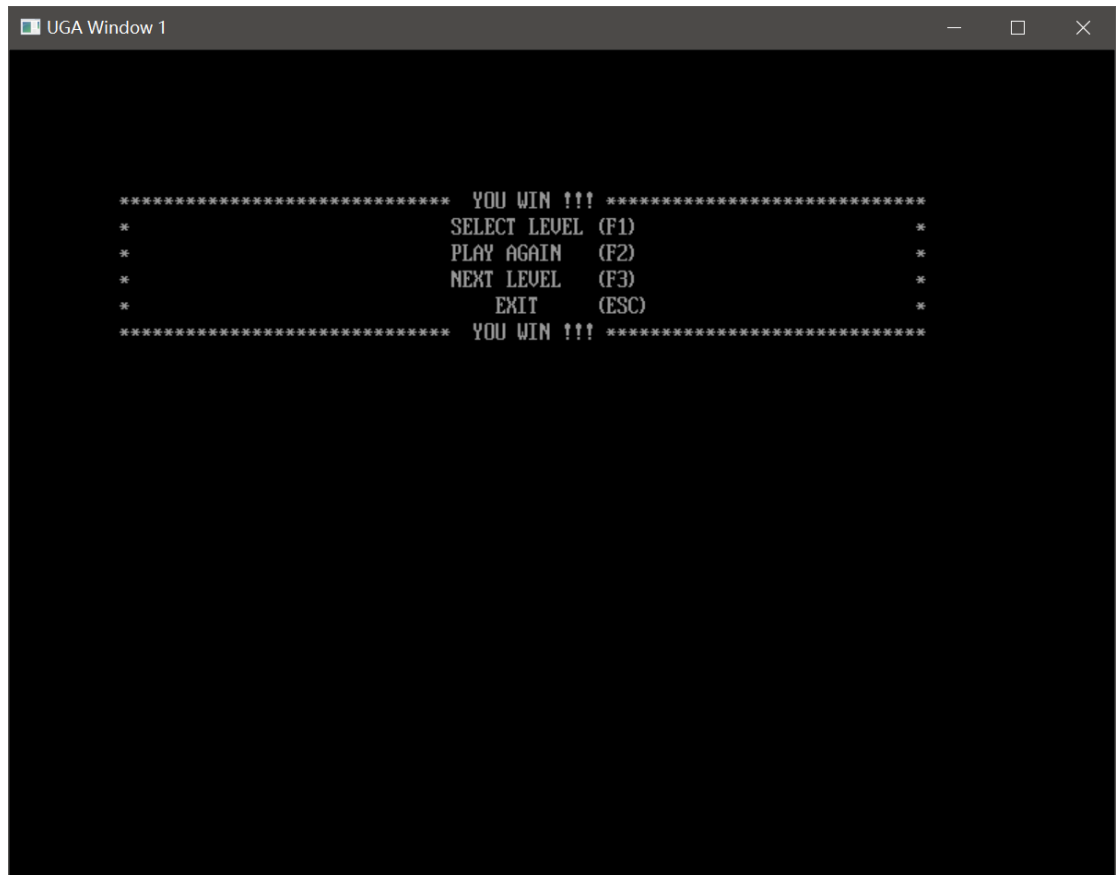 UGA Window 1
****************************** YOU WIN !!! *****************************
* SELECT LEVEL (F1) *
* PLAY AGAIN (F2) *
* NEXT LEVEL (F3) *
* EXIT (ESC) *
****************************** YOU WIN !!! *****************************